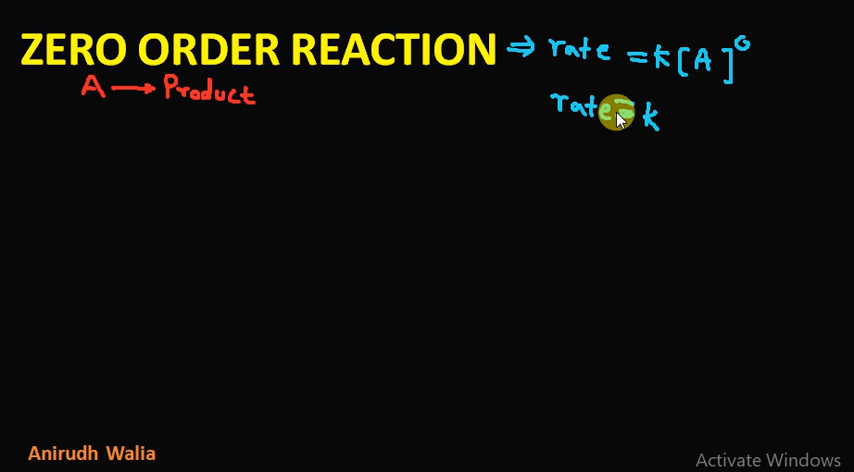 ZERO ORDER REACTION ⇒ rate = k[A]⁰
A → Product
rate = k
Anirudh Walia
Activate Windows